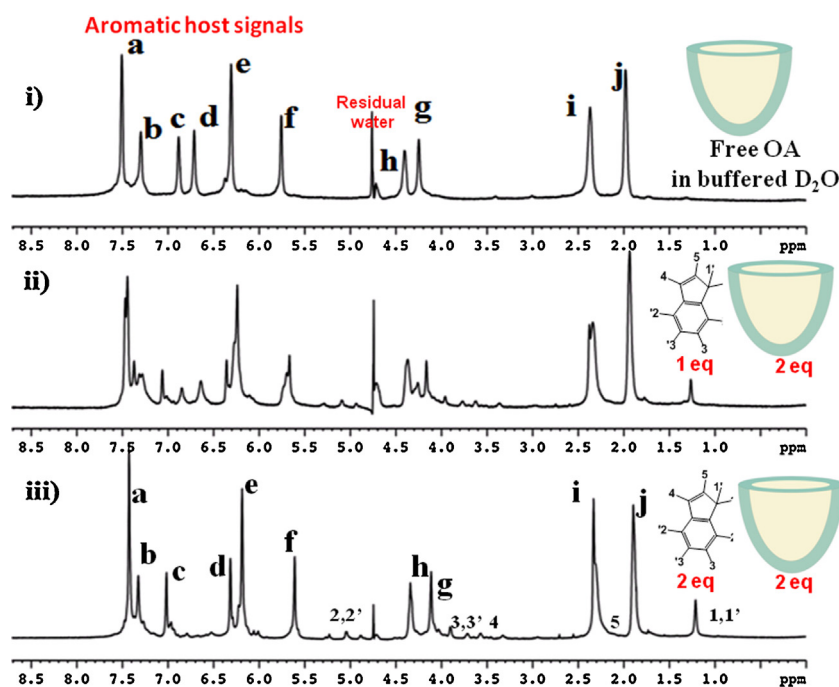 Aromatic host signals
i)
a
b
c
d
e
f
Residual
water
h
g
i
j
Free OA
in buffered D₂O
8.5 8.0 7.5 7.0 6.5 6.0 5.5 5.0 4.5 4.0 3.5 3.0 2.5 2.0 1.5 1.0 ppm
ii)
5
4
1'
'2
'3
3
1 eq
2 eq
8.5 8.0 7.5 7.0 6.5 6.0 5.5 5.0 4.5 4.0 3.5 3.0 2.5 2.0 1.5 1.0 ppm
iii)
a
b
c
d
e
f
2,2’
h
g
3,3’
4
i
5
j
1,1’
5
4
1'
'2
'3
3
2 eq
2 eq
8.5 8.0 7.5 7.0 6.5 6.0 5.5 5.0 4.5 4.0 3.5 3.0 2.5 2.0 1.5 1.0 ppm